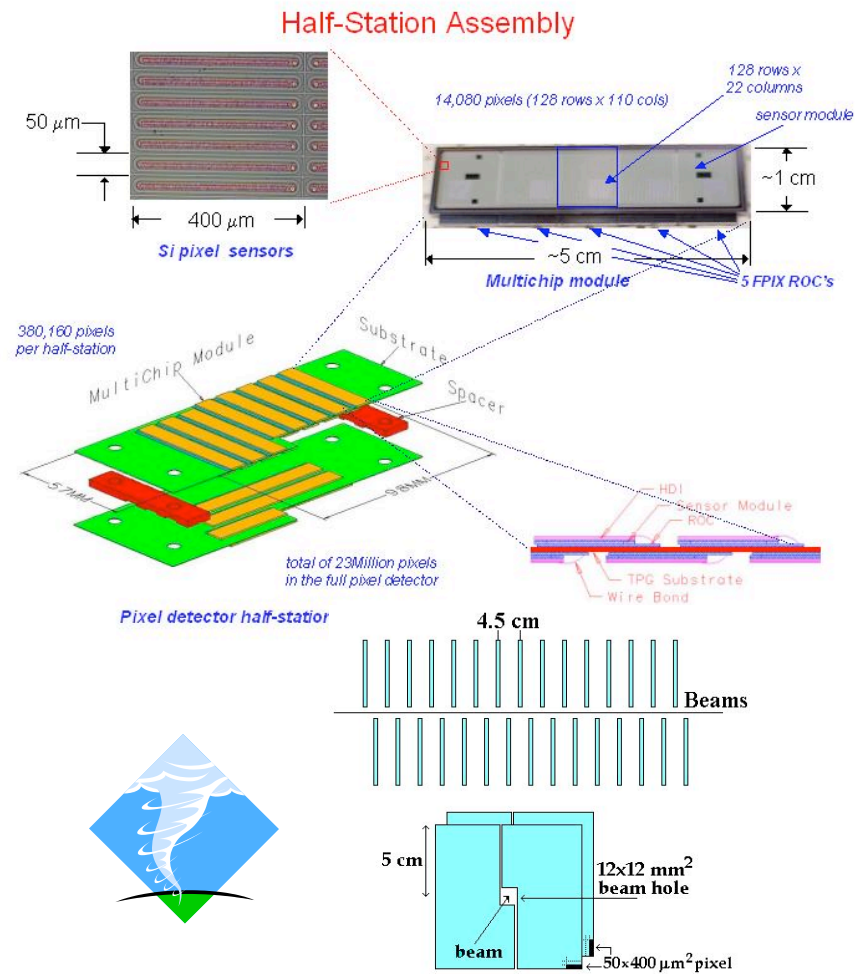 Half-Station Assembly
128 rows x
22 columns
14,080 pixels (128 rows x 110 cols)
sensor module
50 μm
~1 cm
400 μm
Si pixel sensors
~5 cm
Multichip module
5 FPIX ROC's
380,160 pixels
per half-station
Substrate
MultiChip Module
Spacer
57MM
98MM
HDI
Sensor Module
ROC
total of 23Million pixels
in the full pixel detector
TPG Substrate
Wire Bond
Pixel detector half-station
4.5 cm
Beams
5 cm
12x12 mm²
beam hole
beam
50×400 μm² pixel